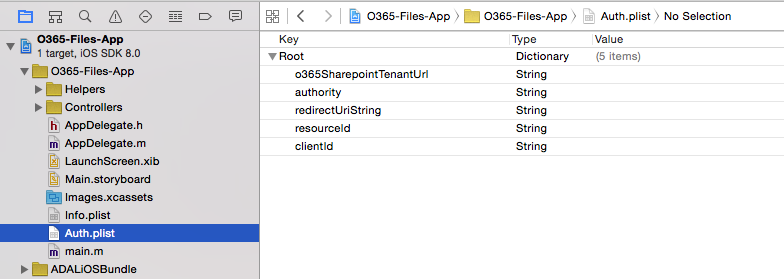 O365-Files-App
1 target, iOS SDK 8.0
O365-Files-App
Helpers
Controllers
AppDelegate.h
AppDelegate.m
LaunchScreen.xib
Main.storyboard
Images.xcassets
Info.plist
Auth.plist
main.m
ADALiOSBundle
O365-Files-App O365-Files-App Auth.plist No Selection
Key Type Value
Root Dictionary (5 items)
o365SharepointTenantUrl String
authority String
redirectUriString String
resourceId String
clientId String